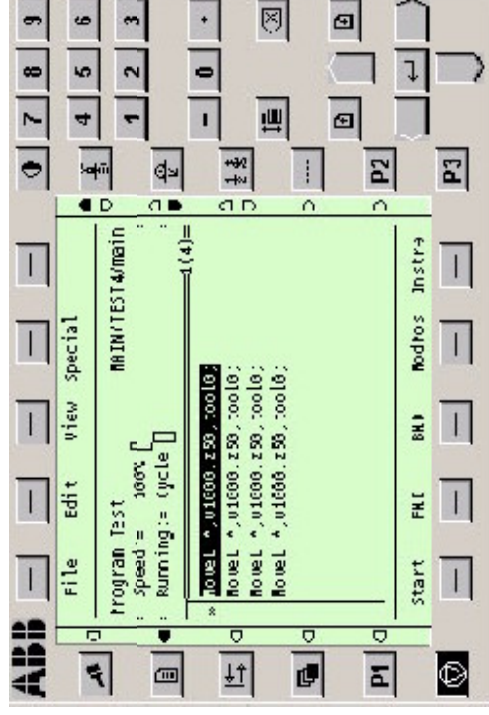 ABB
File Edit View Special
Program Test MAIN/TEST4/main
Speed:= 100%
Running:= Cycle
1(4)=
» MoveL *,v1000,z50,tool0;
MoveL *,v1000,z50,tool0;
MoveL *,v1000,z50,tool0;
MoveL *,v1000,z50,tool0;
Start FWD BWD ModPos Instr→
P1
P2
P3
7 8 9
4 5 6
1 2 3
- 0 .